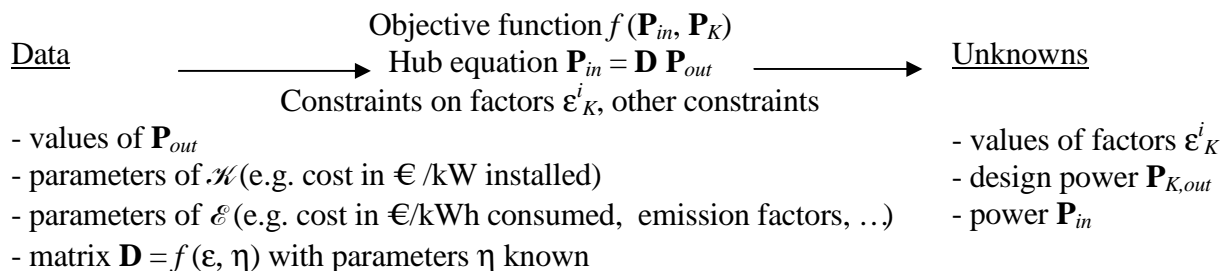 Objective function f (P_in, P_K)
Data
Hub equation P_in = D P_out
Unknowns
Constraints on factors ε^i_K, other constraints
- values of P_out
- values of factors ε^i_K
- parameters of 𝒦 (e.g. cost in € /kW installed)
- design power P_K,out
- parameters of ℰ (e.g. cost in €/kWh consumed, emission factors, …)
- power P_in
- matrix D = f (ε, η) with parameters η known